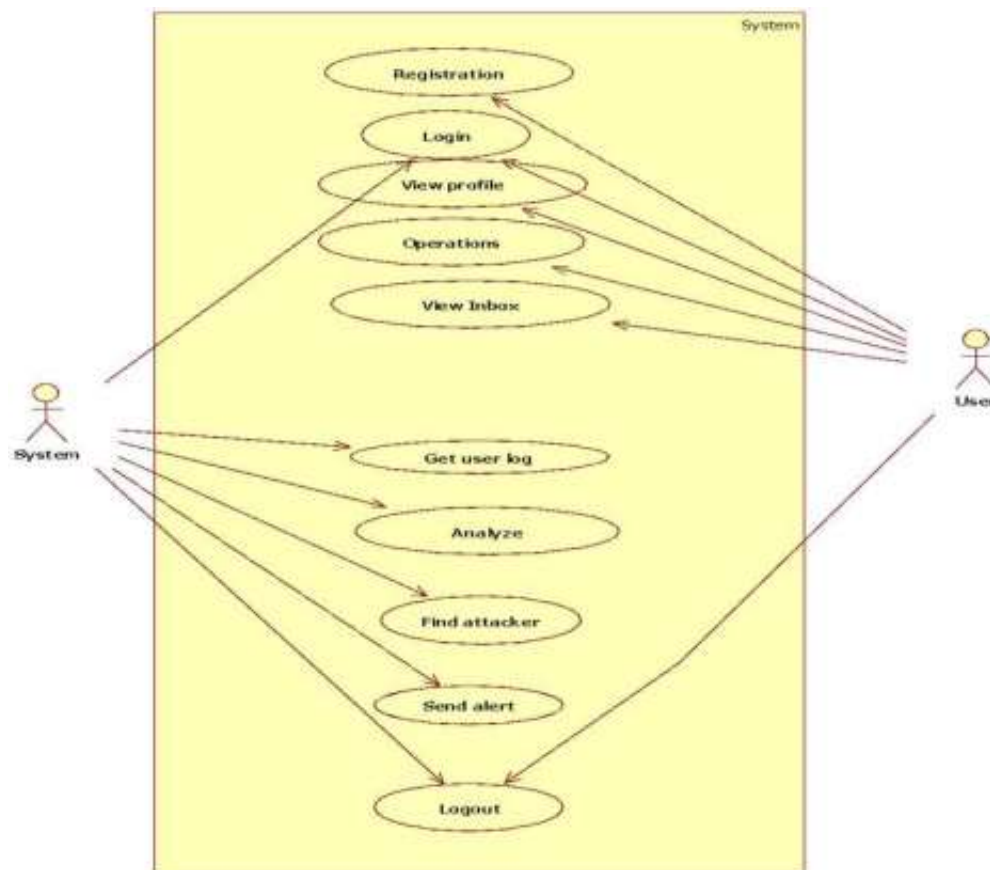 System
Registration
Login
View profile
Operations
View Inbox
System
User
Get user log
Analyze
Find attacker
Send alert
Logout